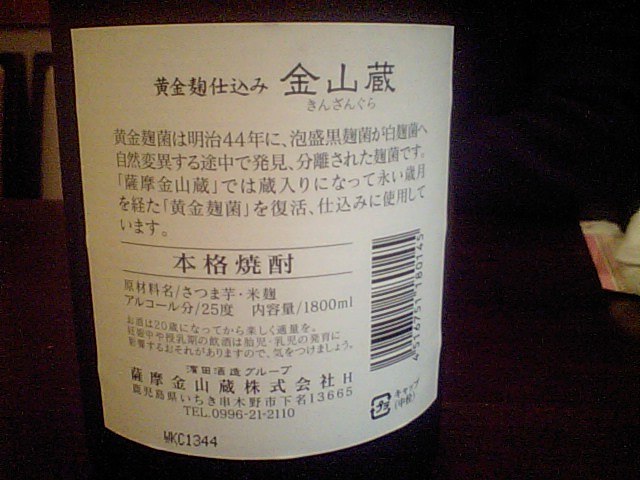 黄金麹仕込み 金山蔵
きんざんぐら
黄金麹菌は明治44年に、泡盛黒麹菌が白麹菌へ
自然変異する途中で発見、分離された麹菌です。
「薩摩金山蔵」では蔵入りになって永い歳月
を経た「黄金麹菌」を復活、仕込みに使用して
います。
本格焼酎
原材料名/さつま芋・米麹
アルコール分/25度 内容量/1800ml
お酒は20歳になってから楽しく適量を。
妊娠中や授乳期の飲酒は胎児・乳児の発育に
影響するおそれがありますので、気をつけましょう。
濵田酒造グループ
薩摩金山蔵株式会社 H
鹿児島県いちき串木野市下名13665
TEL.0996-21-2110
4516751180145
キャップ
(中栓)
WKC1344